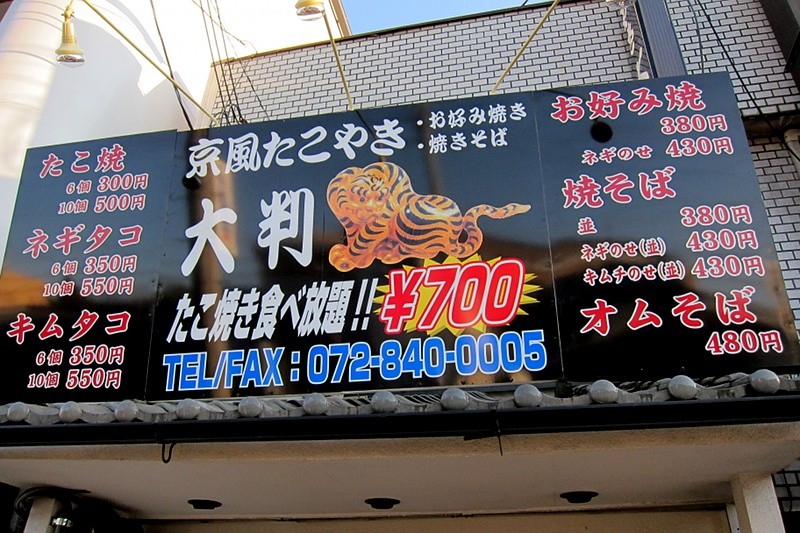 たこ焼
6個 300円
10個 500円
ネギタコ
6個 350円
10個 550円
キムタコ
6個 350円
10個 550円
京風たこやき・お好み焼き
・焼きそば
大判
たこ焼き食べ放題!! ¥700
TEL/FAX:072-840-0005
お好み焼
380円
ネギのせ 430円
焼そば
並 380円
ネギのせ(並) 430円
キムチのせ(並) 430円
オムそば
480円